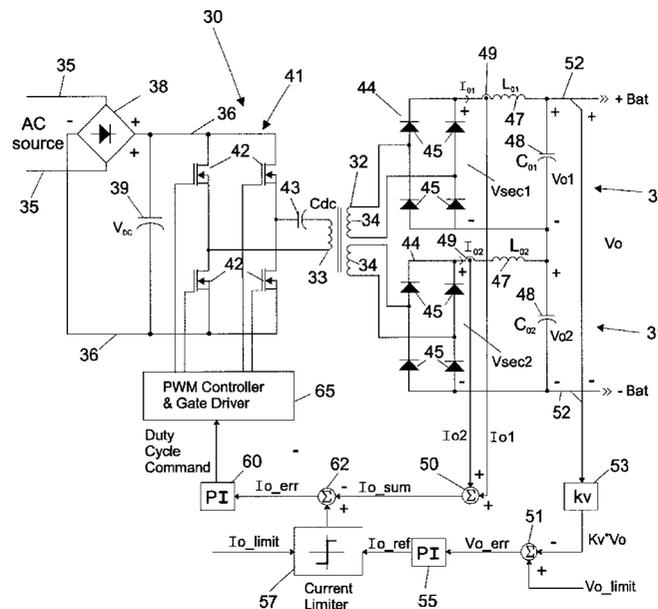 30
35
38
41
AC
source
-
+
+
36
39
VDC
35
42
43
Cdc
42
33
36
32
34
34
44
45
45
44
45
45
49
I01
+
L01
47
52
+ Bat
+
48
C01
Vo1
Vsec1
-
-
3
Vo
49
I02
+
L02
47
+
48
C02
Vo2
Vsec2
-
-
3
-
- Bat
52
PWM Controller
& Gate Driver
65
Duty
Cycle
Command
-
Io2
Io1
60
PI
Io_err
62
-
Σ
+
Io_sum
50
+
Σ
+
53
kv
Kv*Vo
51
-
Σ
+
Vo_limit
Vo_err
PI
55
Io_ref
Io_limit
57
Current
Limiter